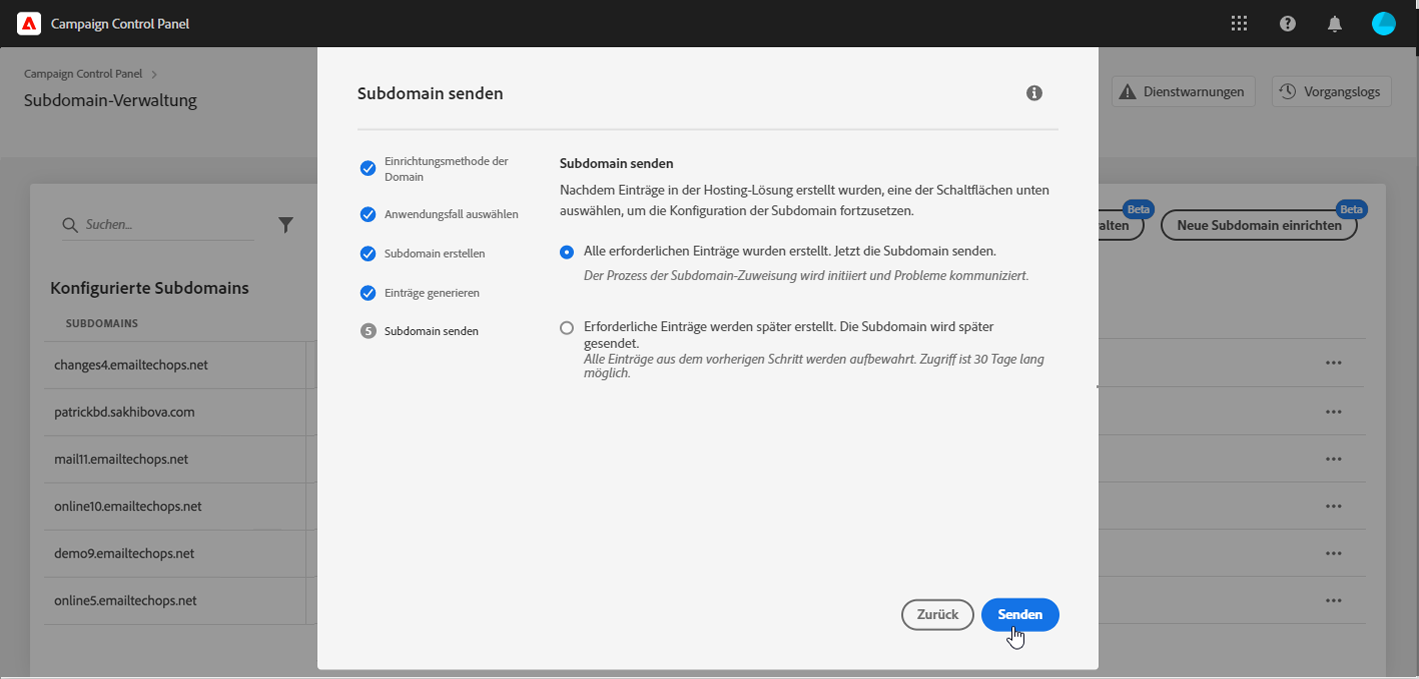 Campaign Control Panel
Campaign Control Panel
Subdomain-Verwaltung
Dienstwarnungen
Vorgangslogs
Suchen...
alten
Beta
Neue Subdomain einrichten
Beta
Konfigurierte Subdomains
SUBDOMAINS
changes4.emailtechops.net
patrickbd.sakhibova.com
mail11.emailtechops.net
online10.emailtechops.net
demo9.emailtechops.net
online5.emailtechops.net
Subdomain senden
Einrichtungsmethode der
Domain
Anwendungsfall auswählen
Subdomain erstellen
Einträge generieren
5 Subdomain senden
Subdomain senden
Nachdem Einträge in der Hosting-Lösung erstellt wurden, eine der Schaltflächen unten
auswählen, um die Konfiguration der Subdomain fortzusetzen.
Alle erforderlichen Einträge wurden erstellt. Jetzt die Subdomain senden.
Der Prozess der Subdomain-Zuweisung wird initiiert und Probleme kommuniziert.
Erforderliche Einträge werden später erstellt. Die Subdomain wird später
gesendet.
Alle Einträge aus dem vorherigen Schritt werden aufbewahrt. Zugriff ist 30 Tage lang
möglich.
Zurück
Senden